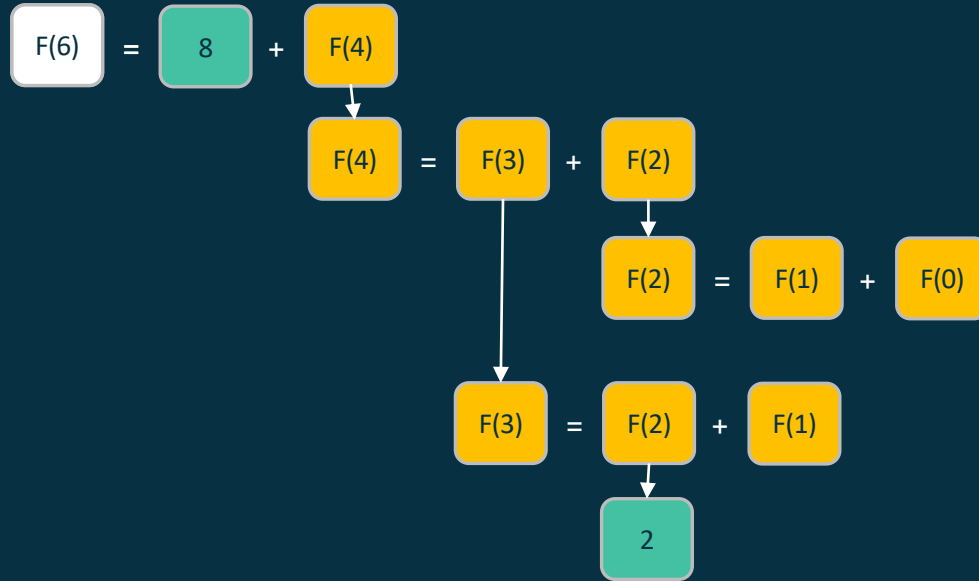 F(6) = 8 + F(4)
F(4) = F(3) + F(2)
F(2) = F(1) + F(0)
F(3) = F(2) + F(1)
2